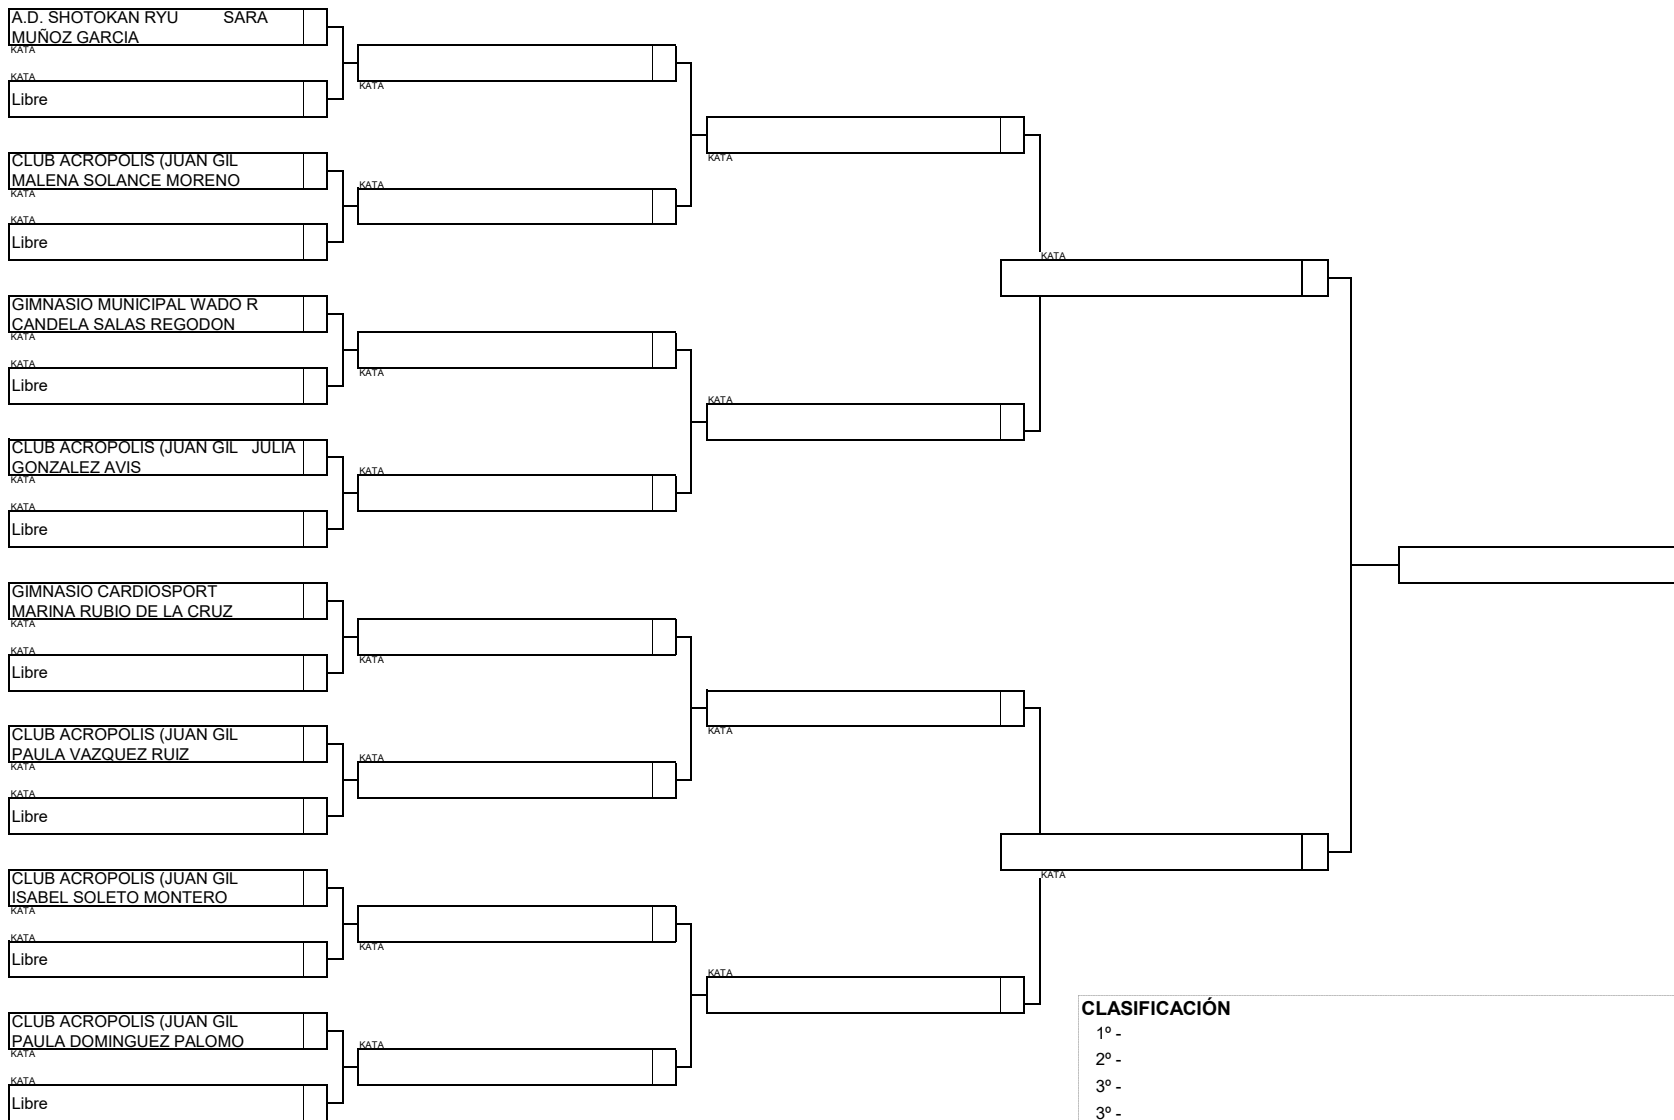 A.D. SHOTOKAN RYU SARA
MUÑOZ GARCIA
KATA
KATA
Libre
CLUB ACROPOLIS (JUAN GIL
MALENA SOLANCE MORENO
KATA
KATA
Libre
GIMNASIO MUNICIPAL WADO R
CANDELA SALAS REGODON
KATA
KATA
Libre
CLUB ACROPOLIS (JUAN GIL JULIA
GONZALEZ AVIS
KATA
KATA
Libre
GIMNASIO CARDIOSPORT
MARINA RUBIO DE LA CRUZ
KATA
KATA
Libre
CLUB ACROPOLIS (JUAN GIL
PAULA VAZQUEZ RUIZ
KATA
KATA
Libre
CLUB ACROPOLIS (JUAN GIL
ISABEL SOLETO MONTERO
KATA
KATA
Libre
CLUB ACROPOLIS (JUAN GIL
PAULA DOMINGUEZ PALOMO
KATA
KATA
Libre
KATA
KATA
KATA
KATA
KATA
KATA
KATA
KATA
KATA
KATA
KATA
KATA
KATA
KATA
CLASIFICACIÓN
1º -
2º -
3º -
3º -